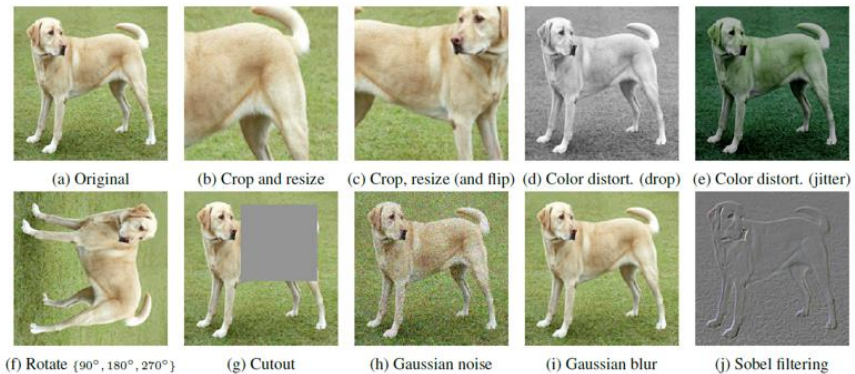 (a) Original
(b) Crop and resize
(c) Crop, resize (and flip)
(d) Color distort. (drop)
(e) Color distort. (jitter)
(f) Rotate {90°, 180°, 270°}
(g) Cutout
(h) Gaussian noise
(i) Gaussian blur
(j) Sobel filtering